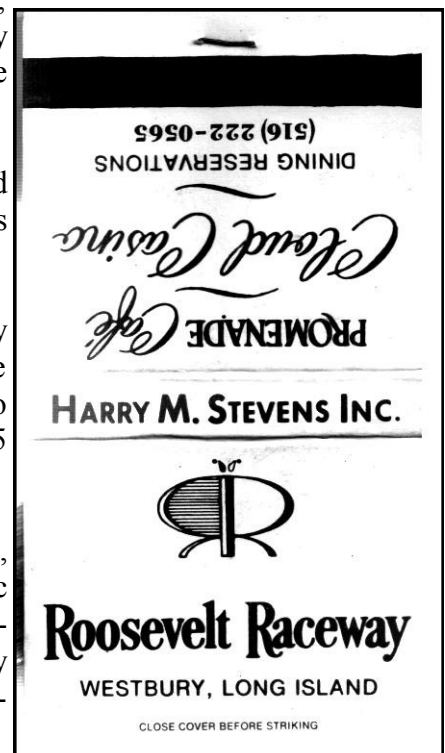 PROMENADE Café
Cloud Casino
DINING RESERVATIONS
(516) 222-0565
HARRY M. STEVENS INC.
Roosevelt Raceway
WESTBURY, LONG ISLAND
CLOSE COVER BEFORE STRIKING